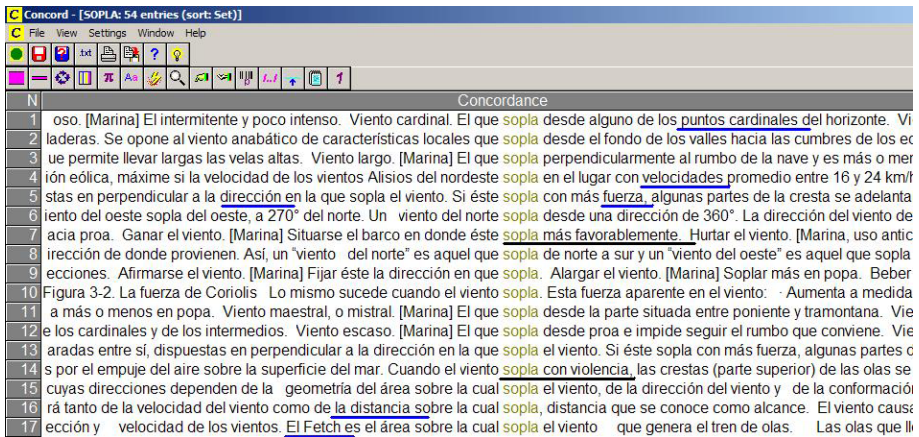 Concord - [SOPLA: 54 entries (sort: Set)]
File View Settings Window Help
.txt ?
π Aa
N Concordance
1 oso. [Marina] El intermitente y poco intenso. Viento cardinal. El que sopla desde alguno de los puntos cardinales del horizonte. Vi
2 laderas. Se opone al viento anabático de características locales que sopla desde el fondo de los valles hacia las cumbres de los
3 ue permite llevar largas las velas altas. Viento largo. [Marina] El que sopla perpendicularmente al rumbo de la nave y es más o
4 ión eólica, máxime si la velocidad de los vientos Alisios del nordeste sopla en el lugar con velocidades promedio entre 16 y 24 km/h
5 stas en perpendicular a la dirección en la que sopla el viento. Si éste sopla con más fuerza, algunas partes de la cresta se adelanta
6 iento del oeste sopla del oeste, a 270° del norte. Un viento del norte sopla desde una dirección de 360°. La dirección del viento de
7 acia proa. Ganar el viento. [Marina] Situarse el barco en donde éste sopla más favorablemente. Hurtar el viento. [Marina, uso antic
8 irección de donde provienen. Así, un "viento del norte" es aquel que sopla de norte a sur y un "viento del oeste" es aquel que sopla
9 ecciones. Afirmarse el viento. [Marina] Fijar éste la dirección en que sopla. Alargar el viento. [Marina] Soplar más en popa. Beber
10 Figura 3-2. La fuerza de Coriolis Lo mismo sucede cuando el viento sopla. Esta fuerza aparente en el viento: · Aumenta a medida
11 a más o menos en popa. Viento maestral, o mistral. [Marina] El que sopla desde la parte situada entre poniente y tramontana. Vie
12 e los cardinales y de los intermedios. Viento escaso. [Marina] El que sopla desde proa e impide seguir el rumbo que conviene. Vie
13 aradas entre sí, dispuestas en perpendicular a la dirección en la que sopla el viento. Si éste sopla con más fuerza, algunas partes
14 s por el empuje del aire sobre la superficie del mar. Cuando el viento sopla con violencia, las crestas (parte superior) de las olas se
15 cuyas direcciones dependen de la geometría del área sobre la cual sopla el viento, de la dirección del viento y de la conformació
16 rá tanto de la velocidad del viento como de la distancia sobre la cual sopla, distancia que se conoce como alcance. El viento causa
17 ección y velocidad de los vientos. El Fetch es el área sobre la cual sopla el viento que genera el tren de olas. Las olas que